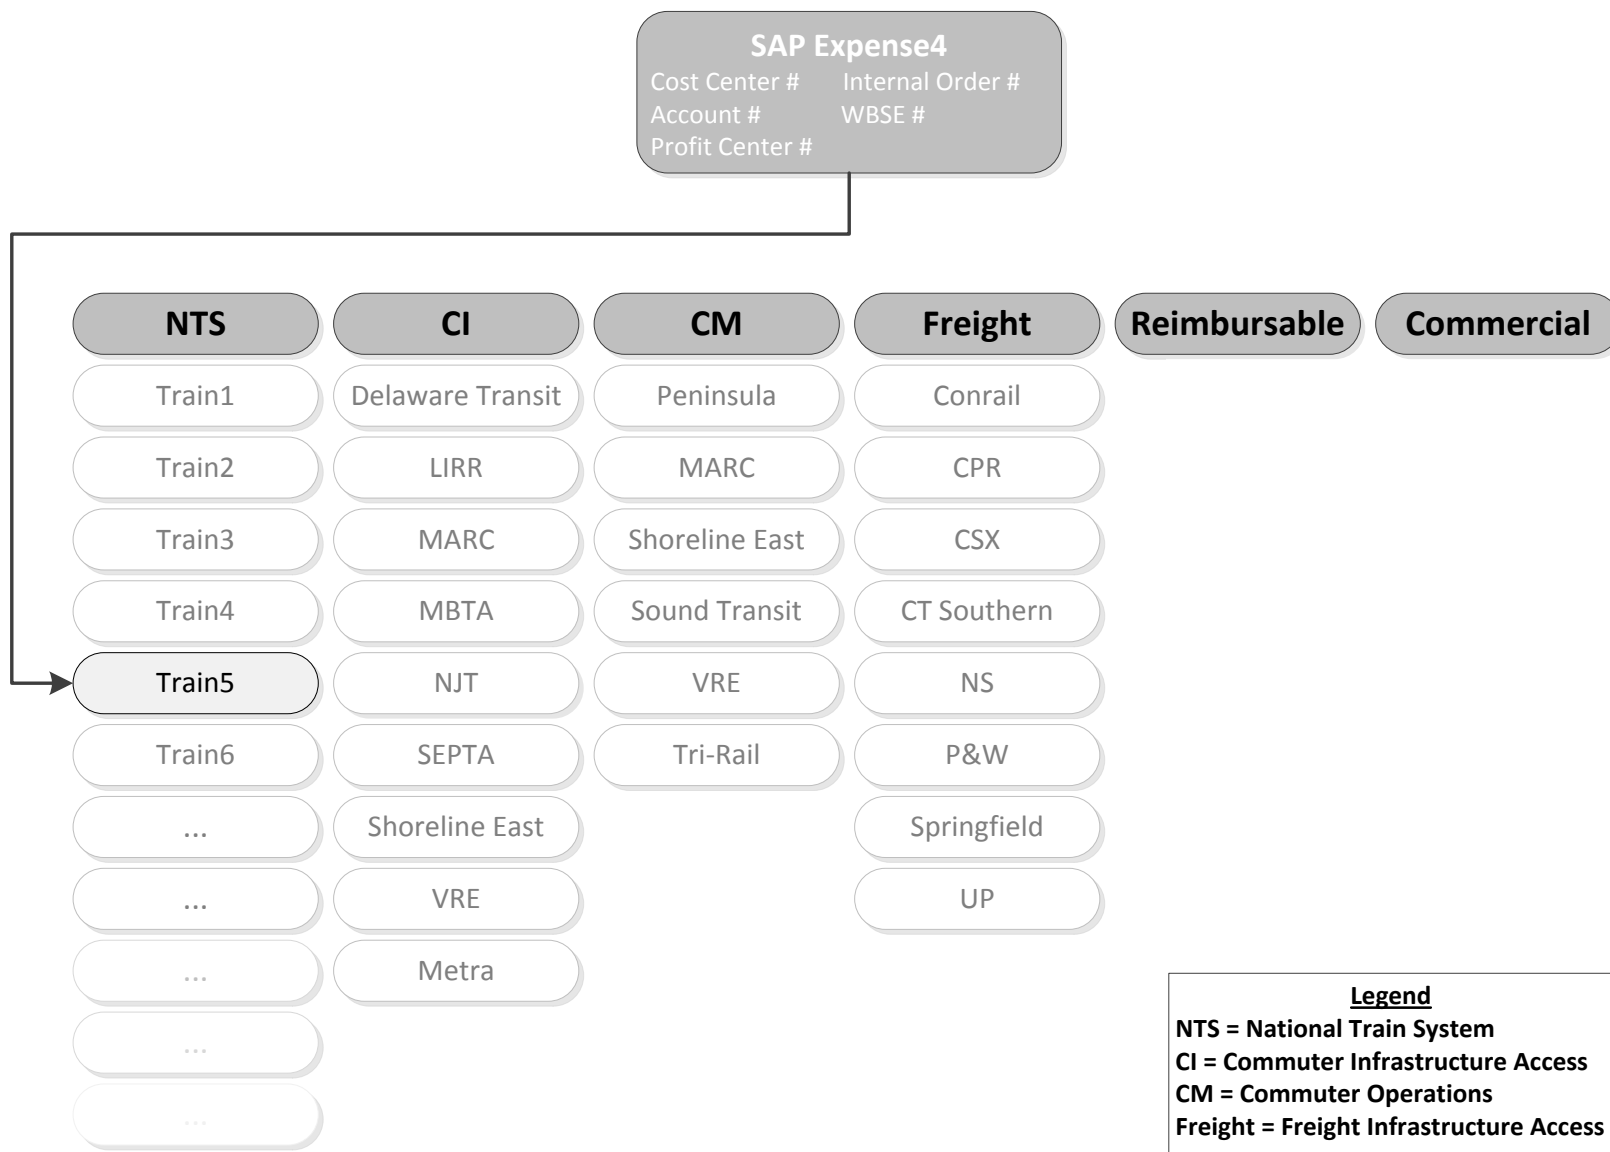 SAP Expense4
Cost Center # Internal Order #
Account # WBSE #
Profit Center #
NTS CI CM Freight Reimbursable Commercial
Train1 Delaware Transit Peninsula Conrail
Train2 LIRR MARC CPR
Train3 MARC Shoreline East CSX
Train4 MBTA Sound Transit CT Southern
Train5 NJT VRE NS
Train6 SEPTA Tri-Rail P&W
... Shoreline East Springfield
... VRE UP
... Metra
...
...
Legend
NTS = National Train System
CI = Commuter Infrastructure Access
CM = Commuter Operations
Freight = Freight Infrastructure Access